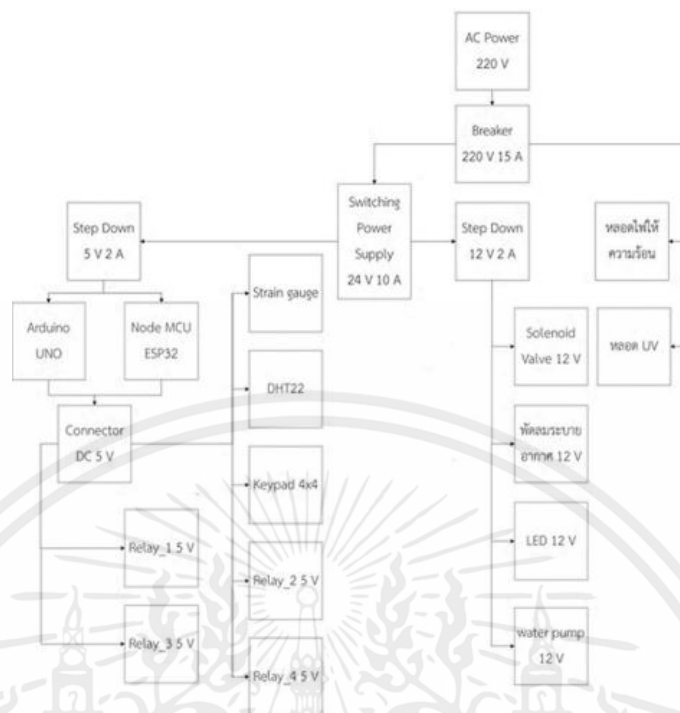 AC Power
220 V
Breaker
220 V 15 A
Switching
Power
Supply
24 V 10 A
Step Down
5 V 2 A
Step Down
12 V 2 A
หลอดไฟให้
ความร้อน
Strain gauge
Arduino
UNO
Node MCU
ESP32
Solenoid
Valve 12 V
หลอด UV
DHT22
Connector
DC 5 V
พัดลมระบาย
อากาศ 12 V
Keypad 4x4
Relay_1 5 V
Relay_2 5 V
LED 12 V
Relay_3 5 V
Relay_4 5 V
water pump
12 V